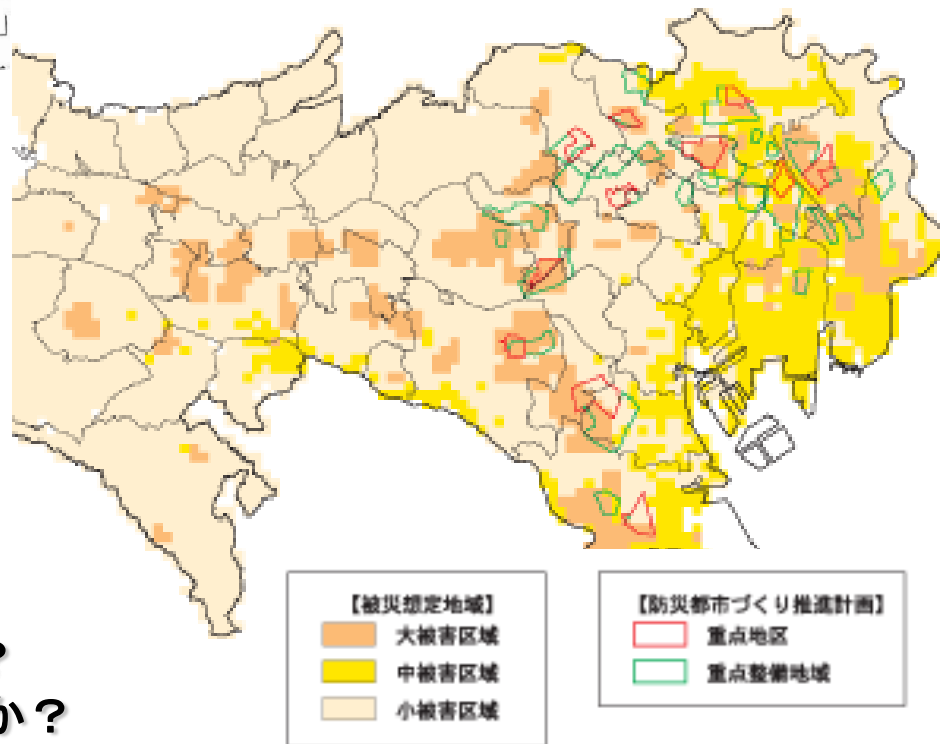 」
【被災想定地域】
大被害区域
中被害区域
小被害区域
【防災都市づくり推進計画】
重点地区
重点整備地域
？
か？